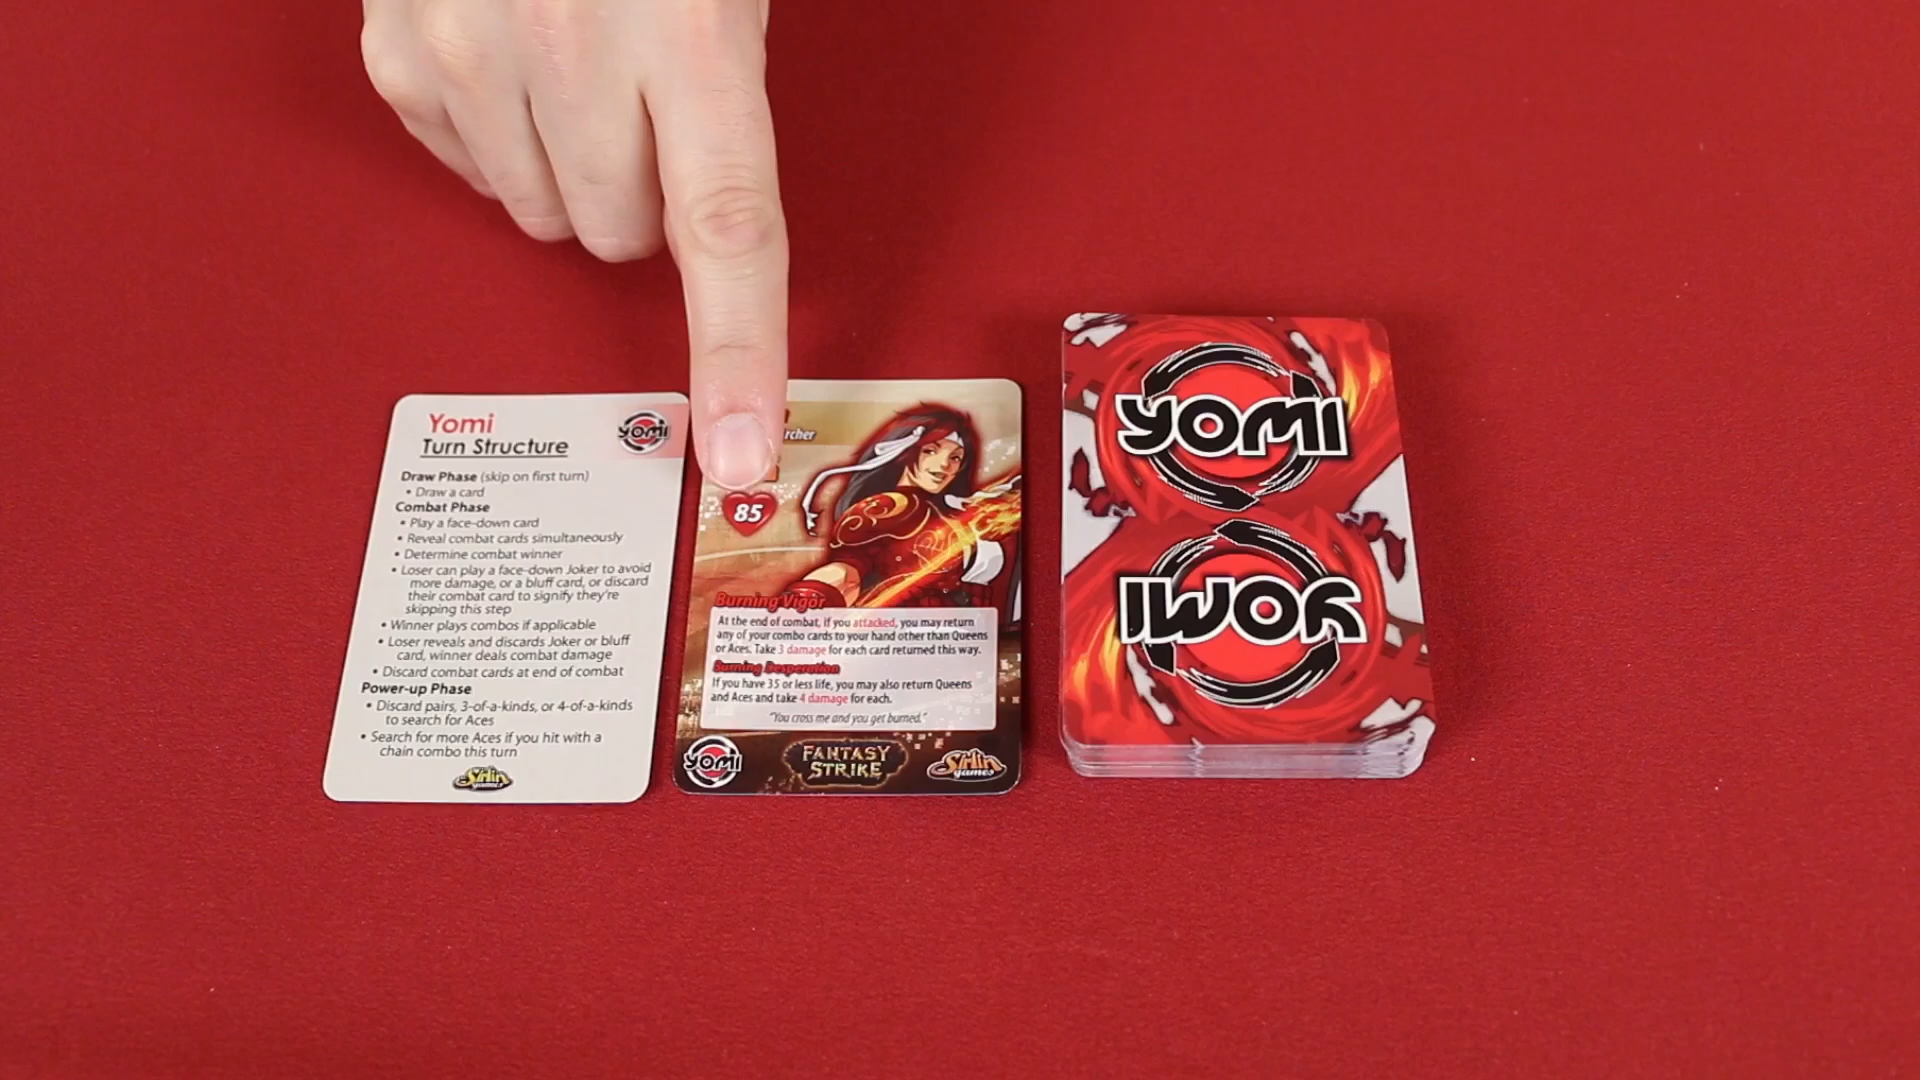 Yomi
Turn Structure
YOMI
Draw Phase (skip on first turn)
• Draw a card
Combat Phase
• Play a face-down card
• Reveal combat cards simultaneously
• Determine combat winner
• Loser can play a face-down Joker to avoid
more damage, or a bluff card, or discard
their combat card to signify they're
skipping this step
• Winner plays combos if applicable
• Loser reveals and discards Joker or bluff
card, winner deals combat damage
• Discard combat cards at end of combat
Power-up Phase
• Discard pairs, 3-of-a-kinds, or 4-of-a-kinds
to search for Aces
• Search for more Aces if you hit with a
chain combo this turn
Sirlin
games
85
Burning Vigor
At the end of combat, if you attacked, you may return
any of your combo cards to your hand other than Queens
or Aces. Take 3 damage for each card returned this way.
Burning Desperation
If you have 35 or less life, you may also return Queens
and Aces and take 4 damage for each.
"You cross me and you get burned."
YOMI
FANTASY
STRIKE
Sirlin
games
YOMI
YOMI